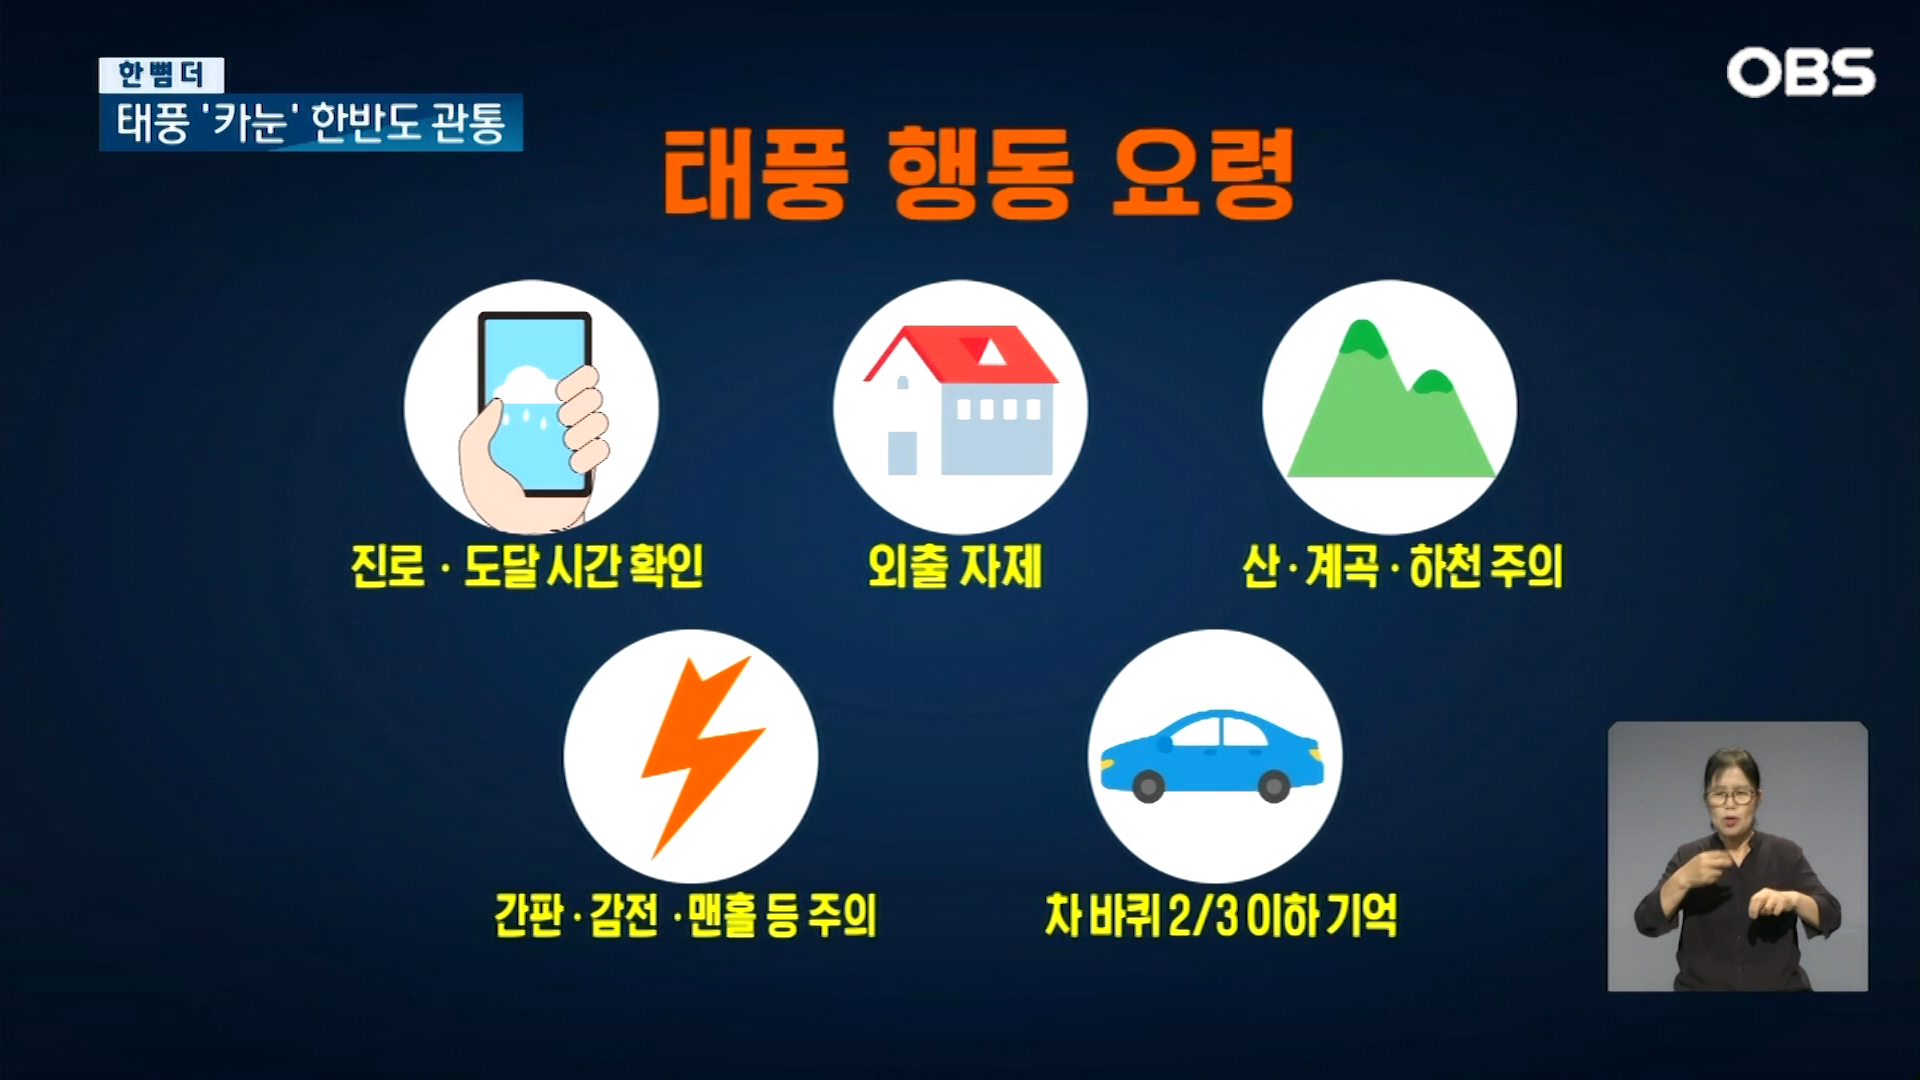 한 뼘 더
태풍 '카눈' 한반도 관통
OBS
태풍 행동 요령
진로 · 도달 시간 확인
외출 자제
산 · 계곡 · 하천 주의
간판 · 감전 · 맨홀 등 주의
차 바퀴 2/3 이하 기억